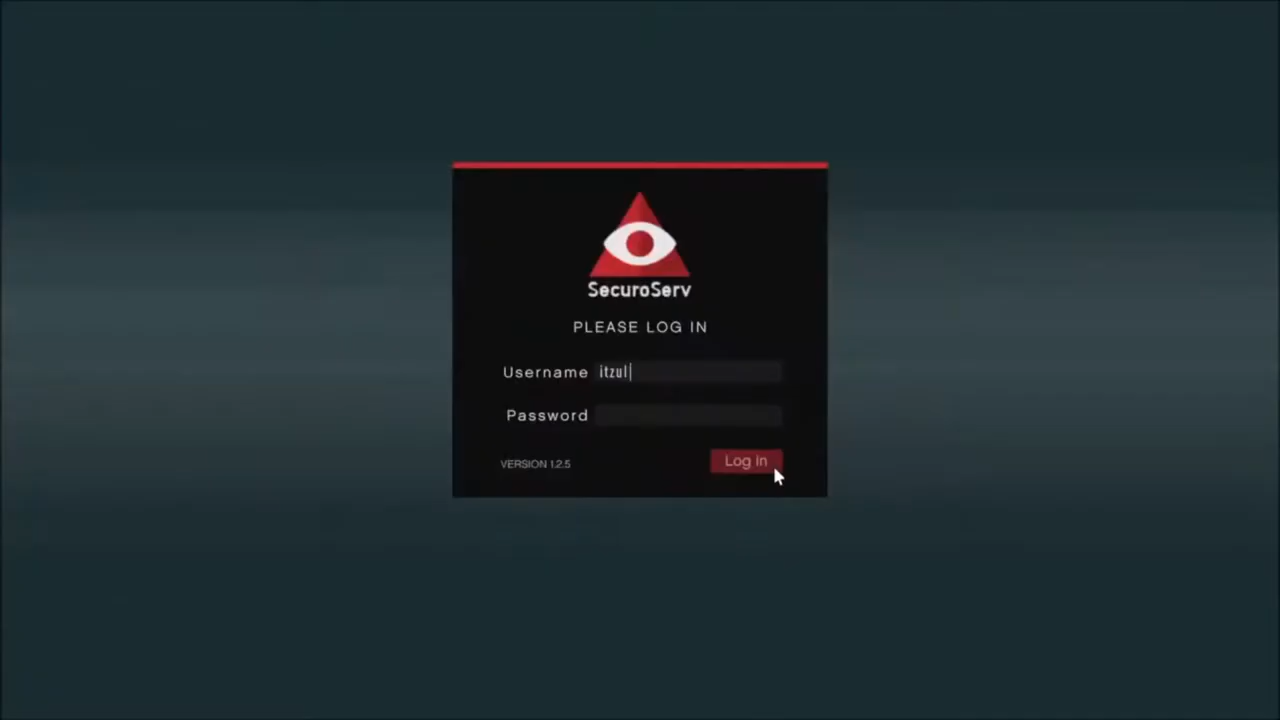 SecuroServ
PLEASE LOG IN
Username itzul
Password
VERSION 1.2.5 Log in